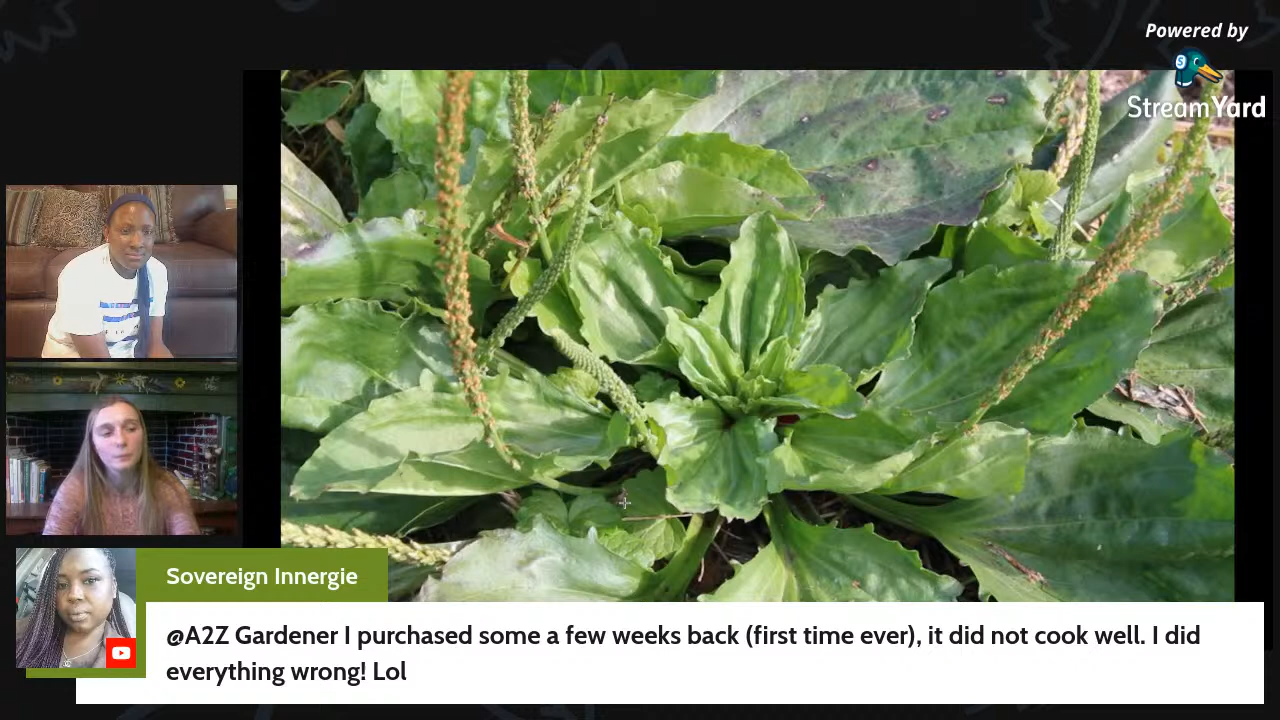 Powered by
StreamYard
Sovereign Innergie
@A2Z Gardener I purchased some a few weeks back (first time ever), it did not cook well. I did
everything wrong! Lol